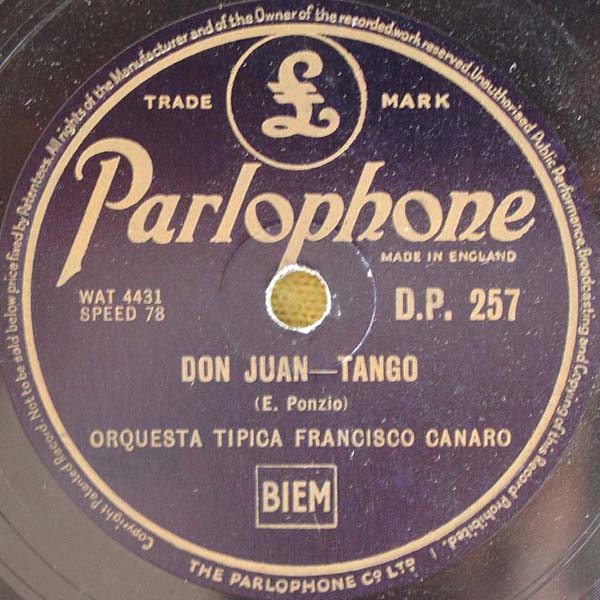 Copyright Patented Record Not to be sold below price fixed by Patentees. All rights of the Manufacturer and of the Owner of the recorded work reserved. Unauthorised Public Performance, Broadcasting and Copying of this Record Prohibited.
£
TRADE MARK
Parlophone
MADE IN ENGLAND
WAT 4431
SPEED 78
D.P. 257
DON JUAN—TANGO
(E. Ponzio)
ORQUESTA TIPICA FRANCISCO CANARO
BIEM
THE PARLOPHONE CO LTD